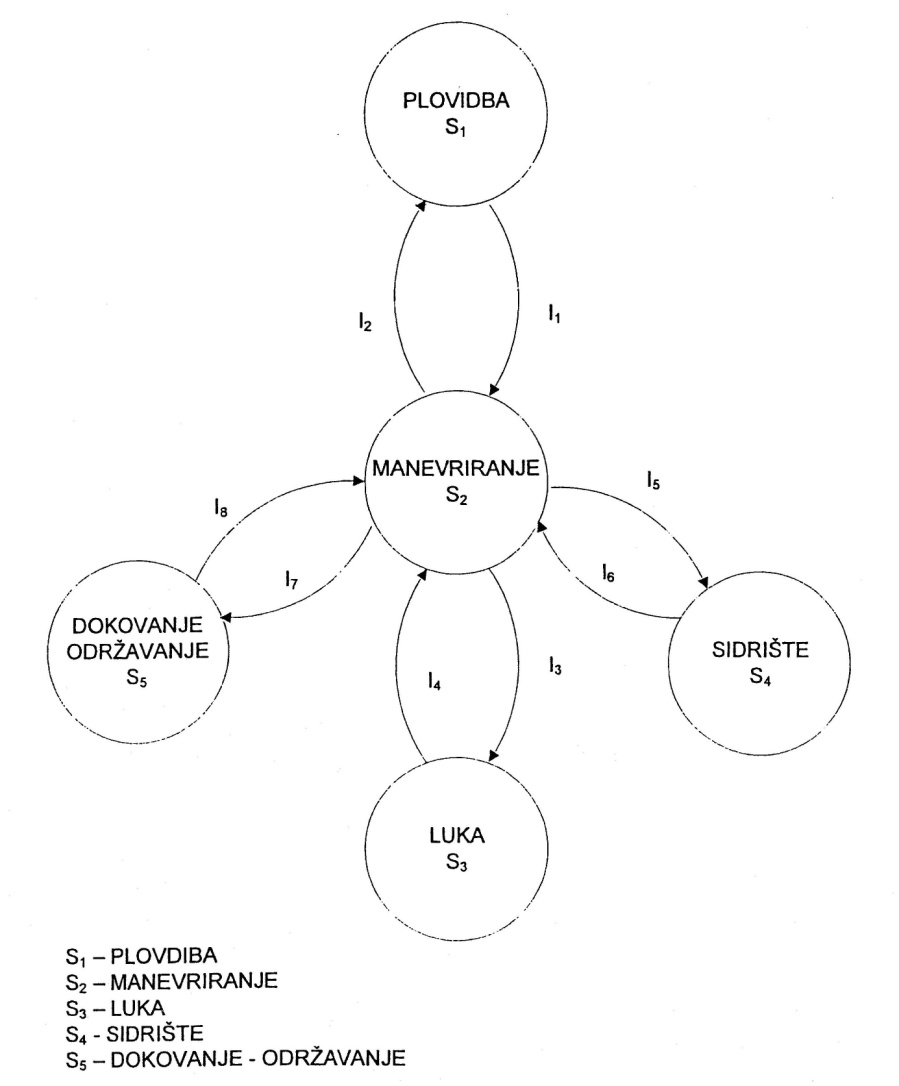 PLOVIDBA
S₁
I₂
I₁
MANEVRIRANJE
S₂
I₅
I₈
I₆
I₇
DOKOVANJE
ODRŽAVANJE
S₅
SIDRIŠTE
S₄
I₄
I₃
LUKA
S₃
S₁ – PLOVDIBA
S₂ – MANEVRIRANJE
S₃ – LUKA
S₄ - SIDRIŠTE
S₅ – DOKOVANJE - ODRŽAVANJE